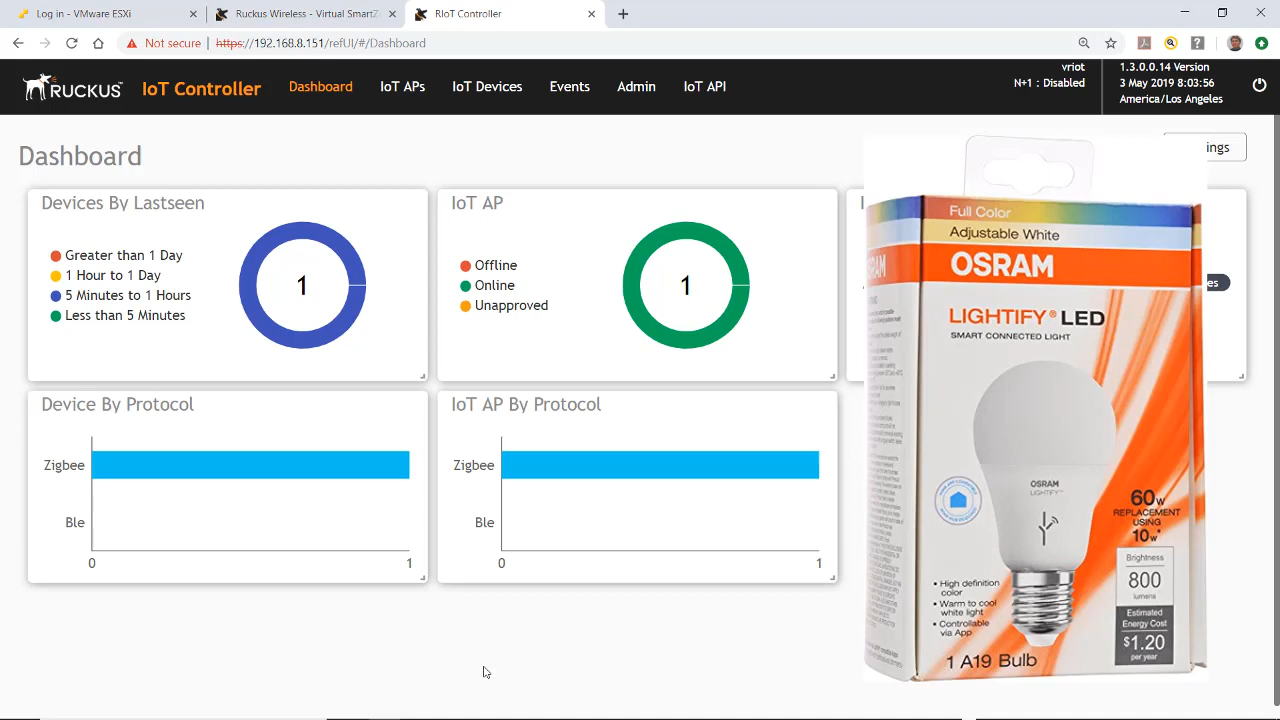 Log in - VMware ESXi
Ruckus Wireless - Virtual SmartZ
RIoT Controller
Not secure | https://192.168.8.151/refUI/#/Dashboard
RUCKUS™ IoT Controller
Dashboard
IoT APs
IoT Devices
Events
Admin
IoT API
vriot
N+1 : Disabled
1.3.0.0.14 Version
3 May 2019 8:03:56
America/Los Angeles
Dashboard
ings
Devices By Lastseen
Greater than 1 Day
1 Hour to 1 Day
5 Minutes to 1 Hours
Less than 5 Minutes
1
IoT AP
Offline
Online
Unapproved
1
es
Device By Protocol
Zigbee
Ble
0 1
IoT AP By Protocol
Zigbee
Ble
0 1
Full Color
Adjustable White
OSRAM
LIGHTIFY® LED
SMART CONNECTED LIGHT
OSRAM
LIGHTIFY™
60W
REPLACEMENT
USING
10W*
Brightness
800
lumens
Estimated
Energy Cost
$1.20
per year
• High definition
color
• Warm to cool
white light
• Controllable
via App
1 A19 Bulb